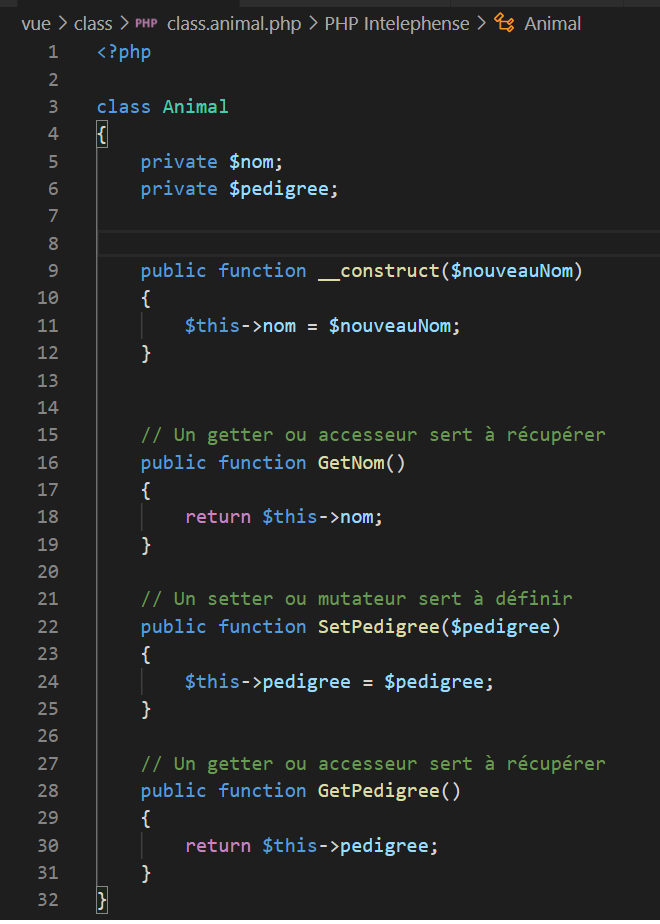 vue > class > PHP class.animal.php > PHP Intelephense > Animal
1 <?php
2
3 class Animal
4 {
5     private $nom;
6     private $pedigree;
7
8
9     public function __construct($nouveauNom)
10     {
11         $this->nom = $nouveauNom;
12     }
13
14
15     // Un getter ou accesseur sert à récupérer
16     public function GetNom()
17     {
18         return $this->nom;
19     }
20
21     // Un setter ou mutateur sert à définir
22     public function SetPedigree($pedigree)
23     {
24         $this->pedigree = $pedigree;
25     }
26
27     // Un getter ou accesseur sert à récupérer
28     public function GetPedigree()
29     {
30         return $this->pedigree;
31     }
32 }